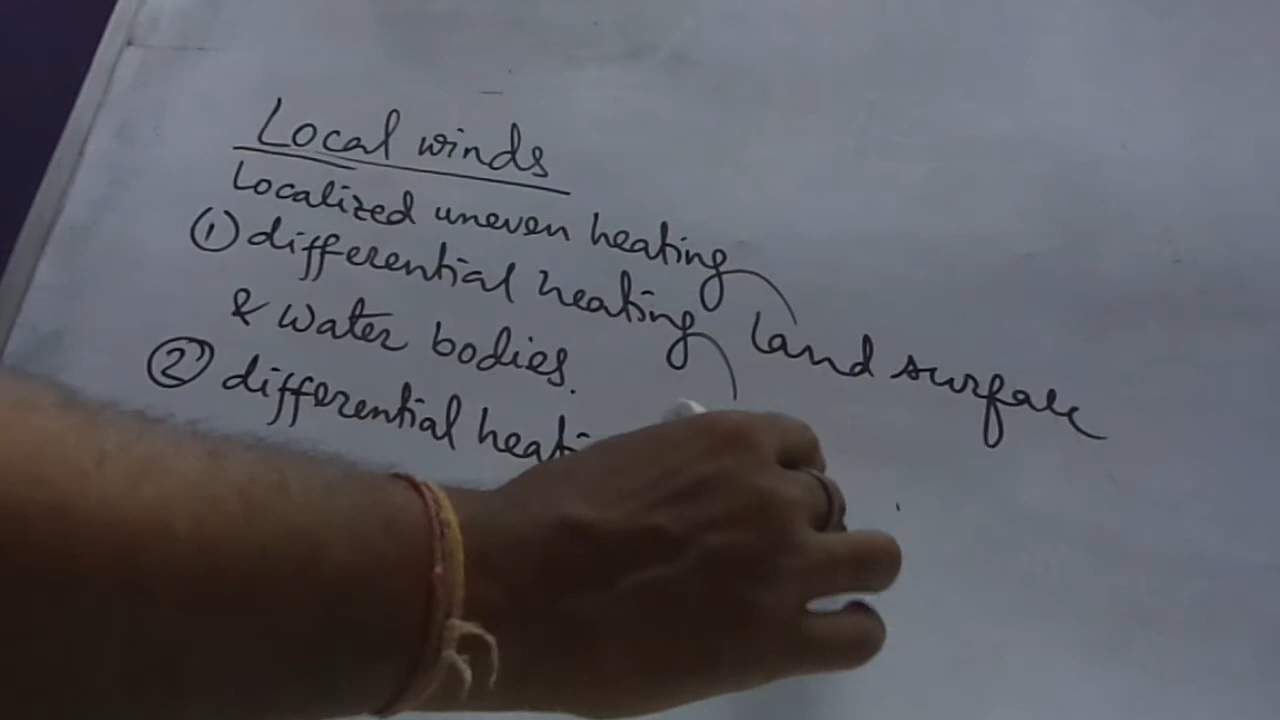 Local winds
Localized uneven heating
① differential heating land surface
& water bodies.
② differential